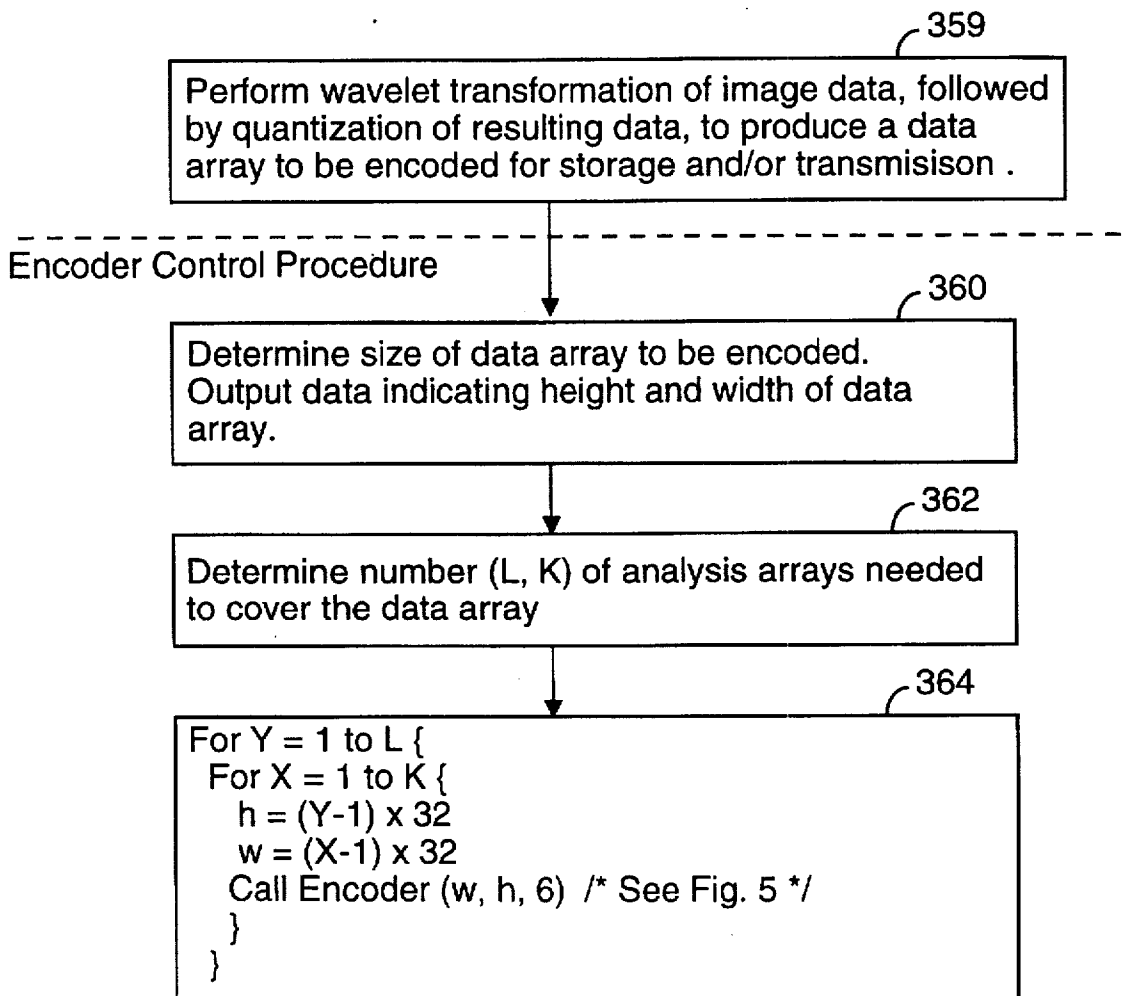 359
Perform wavelet transformation of image data, followed
by quantization of resulting data, to produce a data
array to be encoded for storage and/or transmisison .
Encoder Control Procedure
360
Determine size of data array to be encoded.
Output data indicating height and width of data
array.
362
Determine number (L, K) of analysis arrays needed
to cover the data array
364
For Y = 1 to L {
For X = 1 to K {
h = (Y-1) x 32
w = (X-1) x 32
Call Encoder (w, h, 6) /* See Fig. 5 */
}
}